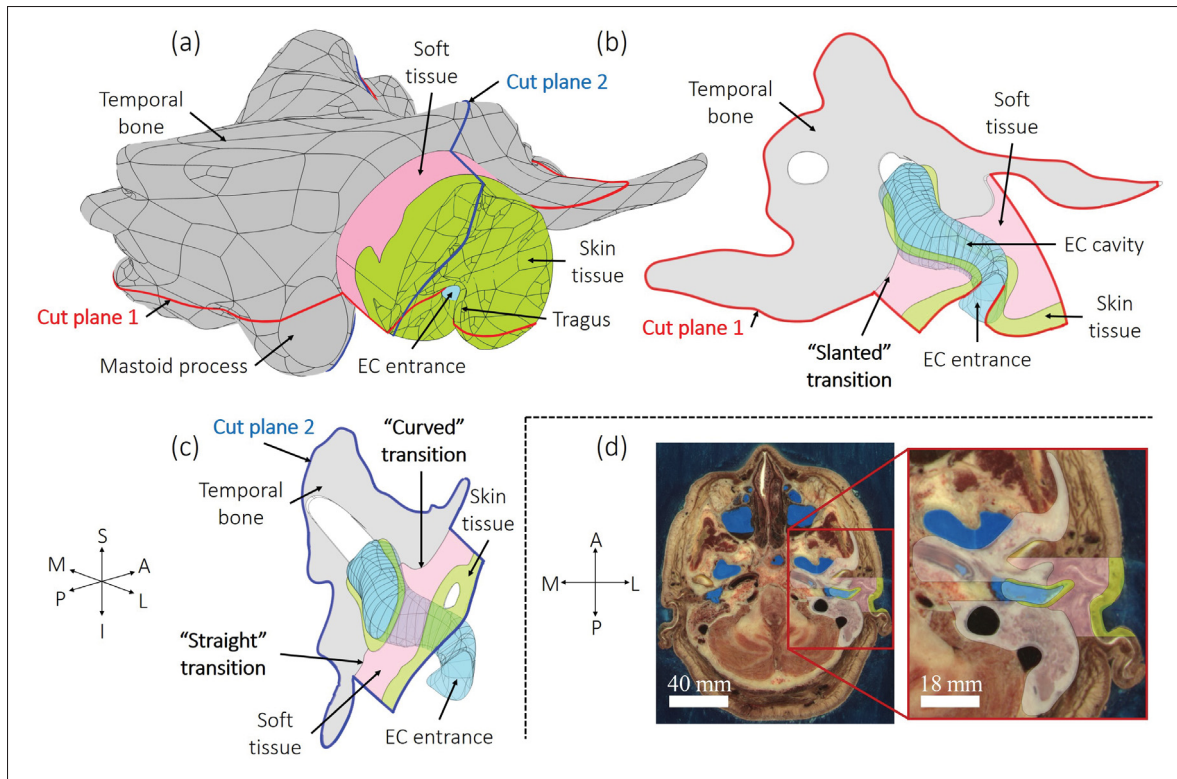 (a)
Soft
tissue
Cut plane 2
Temporal
bone
Skin
tissue
Cut plane 1
Tragus
Mastoid process
EC entrance
(b)
Temporal
bone
Soft
tissue
EC cavity
Cut plane 1
Skin
tissue
EC entrance
“Slanted”
transition
(c)
Cut plane 2
“Curved”
transition
Temporal
bone
Skin
tissue
S
M
A
P
L
I
“Straight”
transition
Soft
tissue
EC entrance
(d)
A
M
L
P
40 mm
18 mm